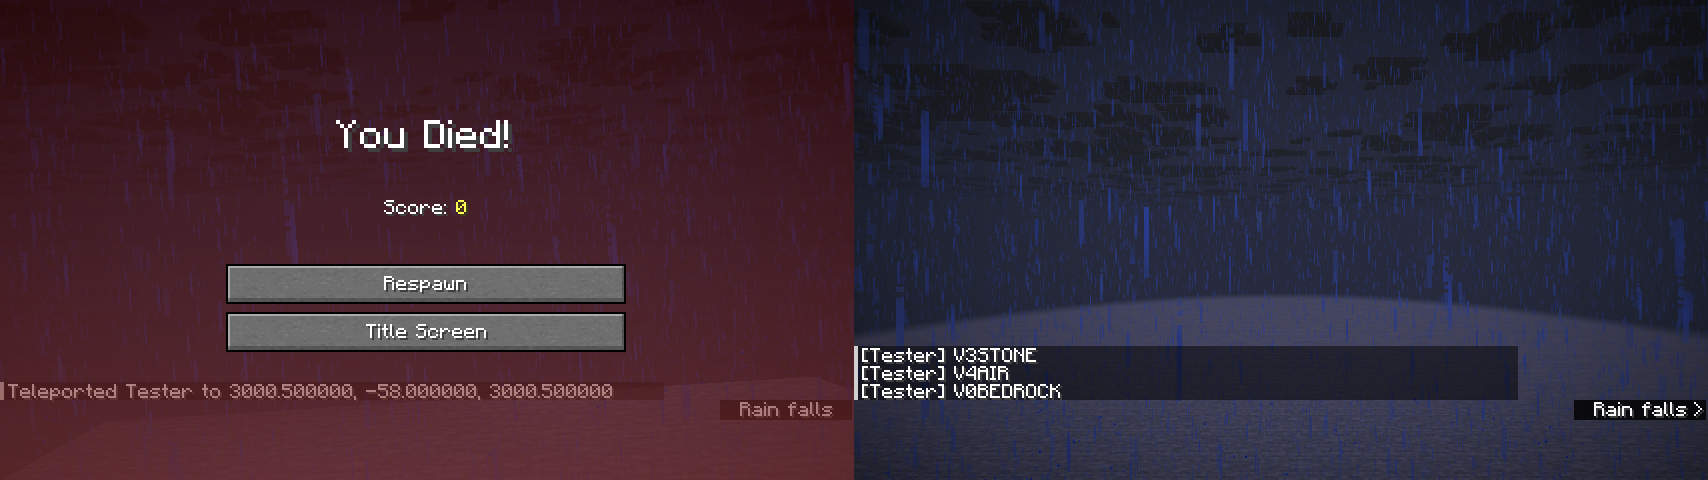 You Died!
Score: 0
Respawn
Title Screen
Teleported Tester to 3000.500000, -58.000000, 3000.500000
Rain falls
[Tester] V3STONE
[Tester] V4AIR
[Tester] V0BEDROCK
Rain falls >